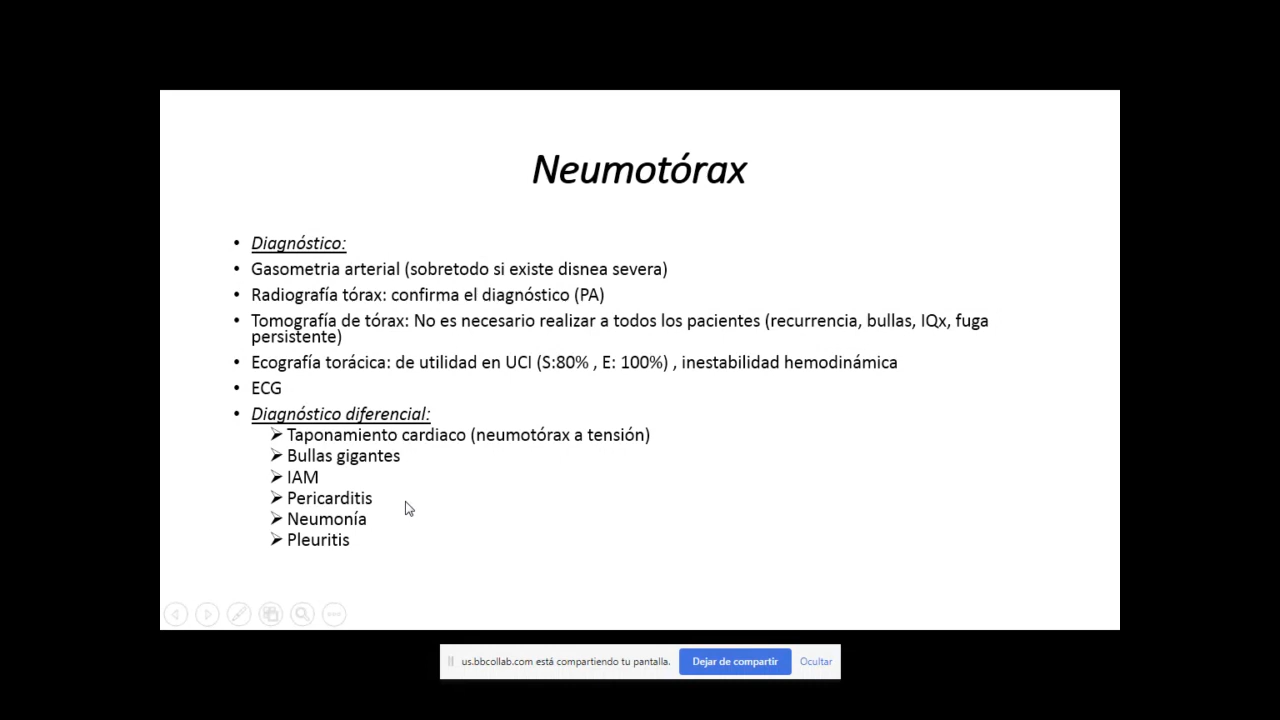 Neumotórax
• Diagnóstico:
• Gasometria arterial (sobretodo si existe disnea severa)
• Radiografía tórax: confirma el diagnóstico (PA)
• Tomografía de tórax: No es necesario realizar a todos los pacientes (recurrencia, bullas, IQx, fuga
persistente)
• Ecografía torácica: de utilidad en UCI (S:80% , E: 100%) , inestabilidad hemodinámica
• ECG
• Diagnóstico diferencial:
➢ Taponamiento cardiaco (neumotórax a tensión)
➢ Bullas gigantes
➢ IAM
➢ Pericarditis
➢ Neumonía
➢ Pleuritis
us.bbcollab.com está compartiendo tu pantalla. Dejar de compartir Ocultar